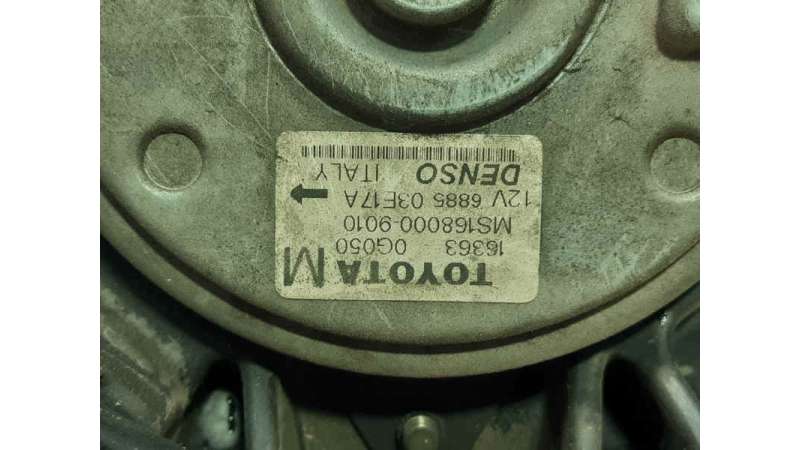 TOYOTA M
16363 0G050
MS168000-9010
12V 6885 03E17A
DENSO ITALY